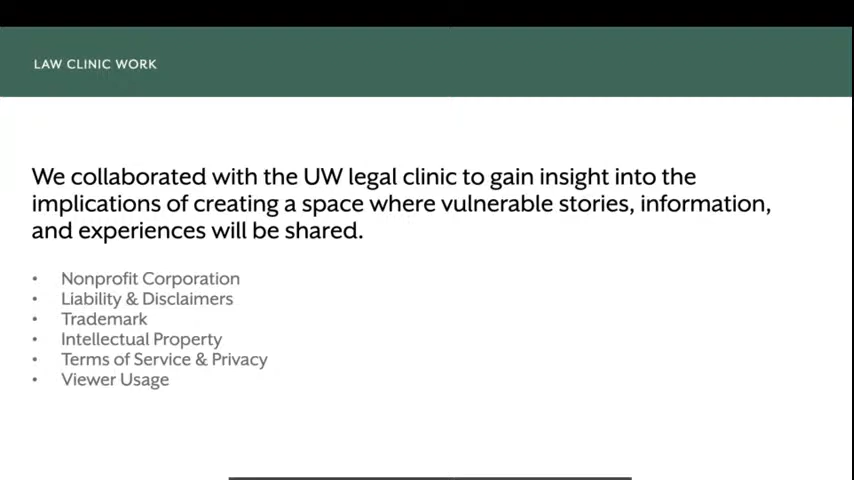 LAW CLINIC WORK
We collaborated with the UW legal clinic to gain insight into the
implications of creating a space where vulnerable stories, information,
and experiences will be shared.
• Nonprofit Corporation
• Liability & Disclaimers
• Trademark
• Intellectual Property
• Terms of Service & Privacy
• Viewer Usage